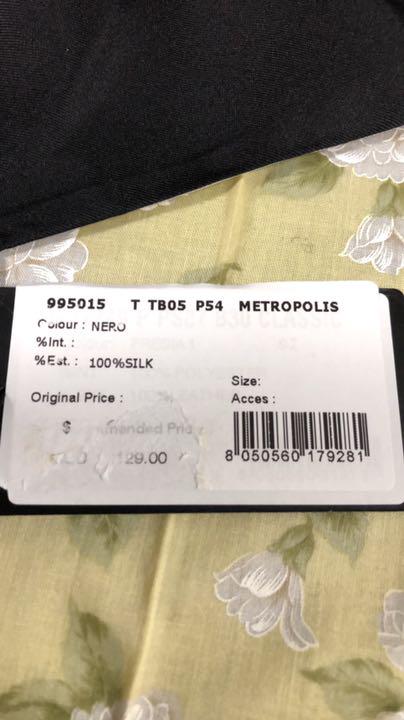 995015 T TB05 P54 METROPOLIS
Colour : NERO
%Int. :
%Est. : 100%SILK
Size:
Original Price :
Acces :
$
129.00
8 050560 179281